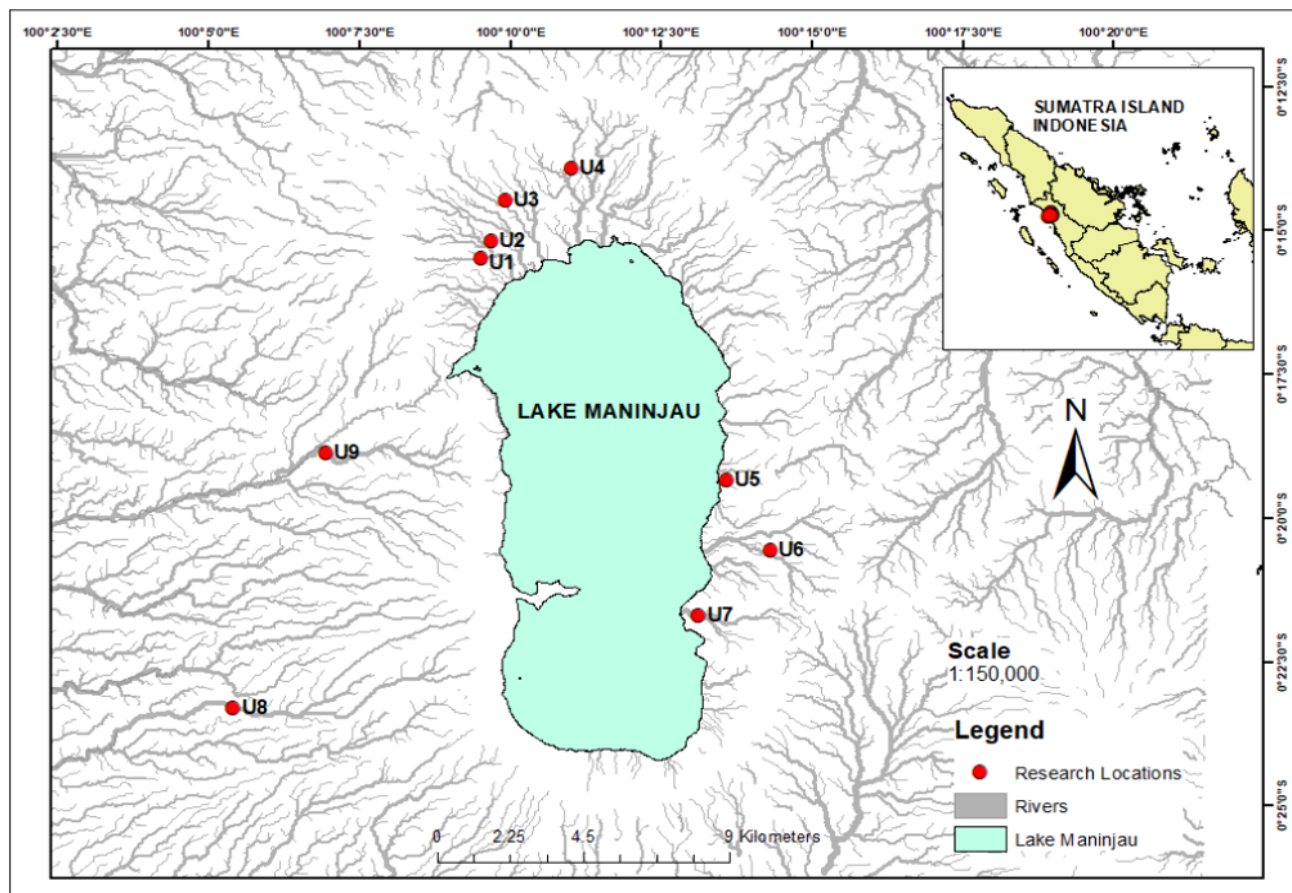 100°2'30"E 100°5'0"E 100°7'30"E 100°10'0"E 100°12'30"E 100°15'0"E 100°17'30"E 100°20'0"E
0°12'30"S
SUMATRA ISLAND
INDONESIA
U4
U3
0°15'0"S
U2
U1
0°17'30"S
LAKE MANINJAU
N
U9
U5
0°20'0"S
U6
U7
Scale
1:150,000
0°22'30"S
U8
Legend
Research Locations
Rivers
0°25'0"S
Lake Maninjau
0 2.25 4.5 9 Kilometers